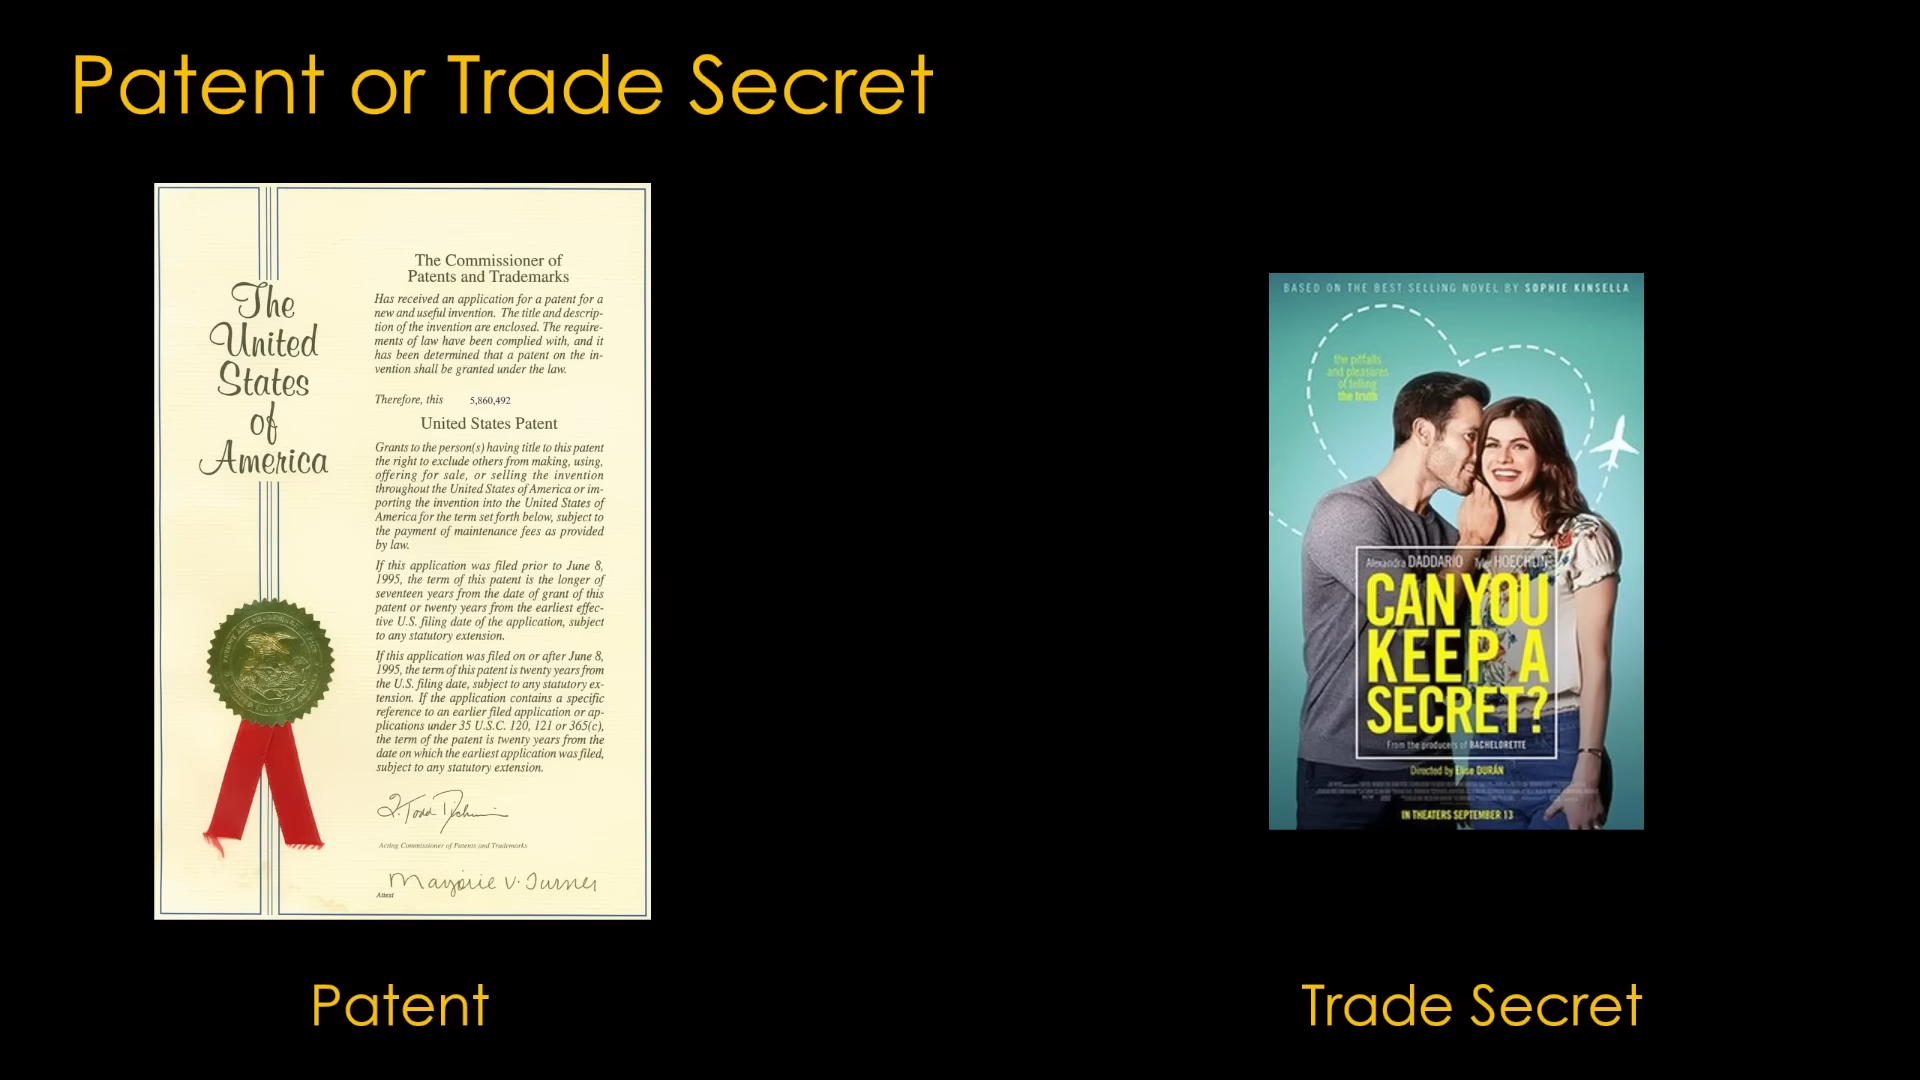 Patent or Trade Secret
The
United
States
of
America
The Commissioner of
Patents and Trademarks
Has received an application for a patent for a
new and useful invention. The title and descrip-
tion of the invention are enclosed. The require-
ments of law have been complied with, and it
has been determined that a patent on the in-
vention shall be granted under the law.
Therefore, this 5,860,492
United States Patent
Grants to the person(s) having title to this patent
the right to exclude others from making, using,
offering for sale, or selling the invention
throughout the United States of America or im-
porting the invention into the United States of
America for the term set forth below, subject to
the payment of maintenance fees as provided
by law.
If this application was filed prior to June 8,
1995, the term of this patent is the longer of
seventeen years from the date of grant of this
patent or twenty years from the earliest effec-
tive U.S. filing date of the application, subject
to any statutory extension.
If this application was filed on or after June 8,
1995, the term of this patent is twenty years from
the U.S. filing date, subject to any statutory ex-
tension. If the application contains a specific
reference to an earlier filed application or ap-
plications under 35 U.S.C. 120, 121 or 365(c),
the term of the patent is twenty years from the
date on which the earliest application was filed,
subject to any statutory extension.
Acting Commissioner of Patents and Trademarks
Marjorie V. Turner
Attest
BASED ON THE BEST SELLING NOVEL BY SOPHIE KINSELLA
the pitfalls
and pleasures
of telling
the truth
Alexandra DADDARIO Tyler HOECHLIN
CAN YOU
KEEP A
SECRET?
From the producers of BACHELORETTE
Directed by Elise DURÁN
IN THEATERS SEPTEMBER 13
Patent
Trade Secret